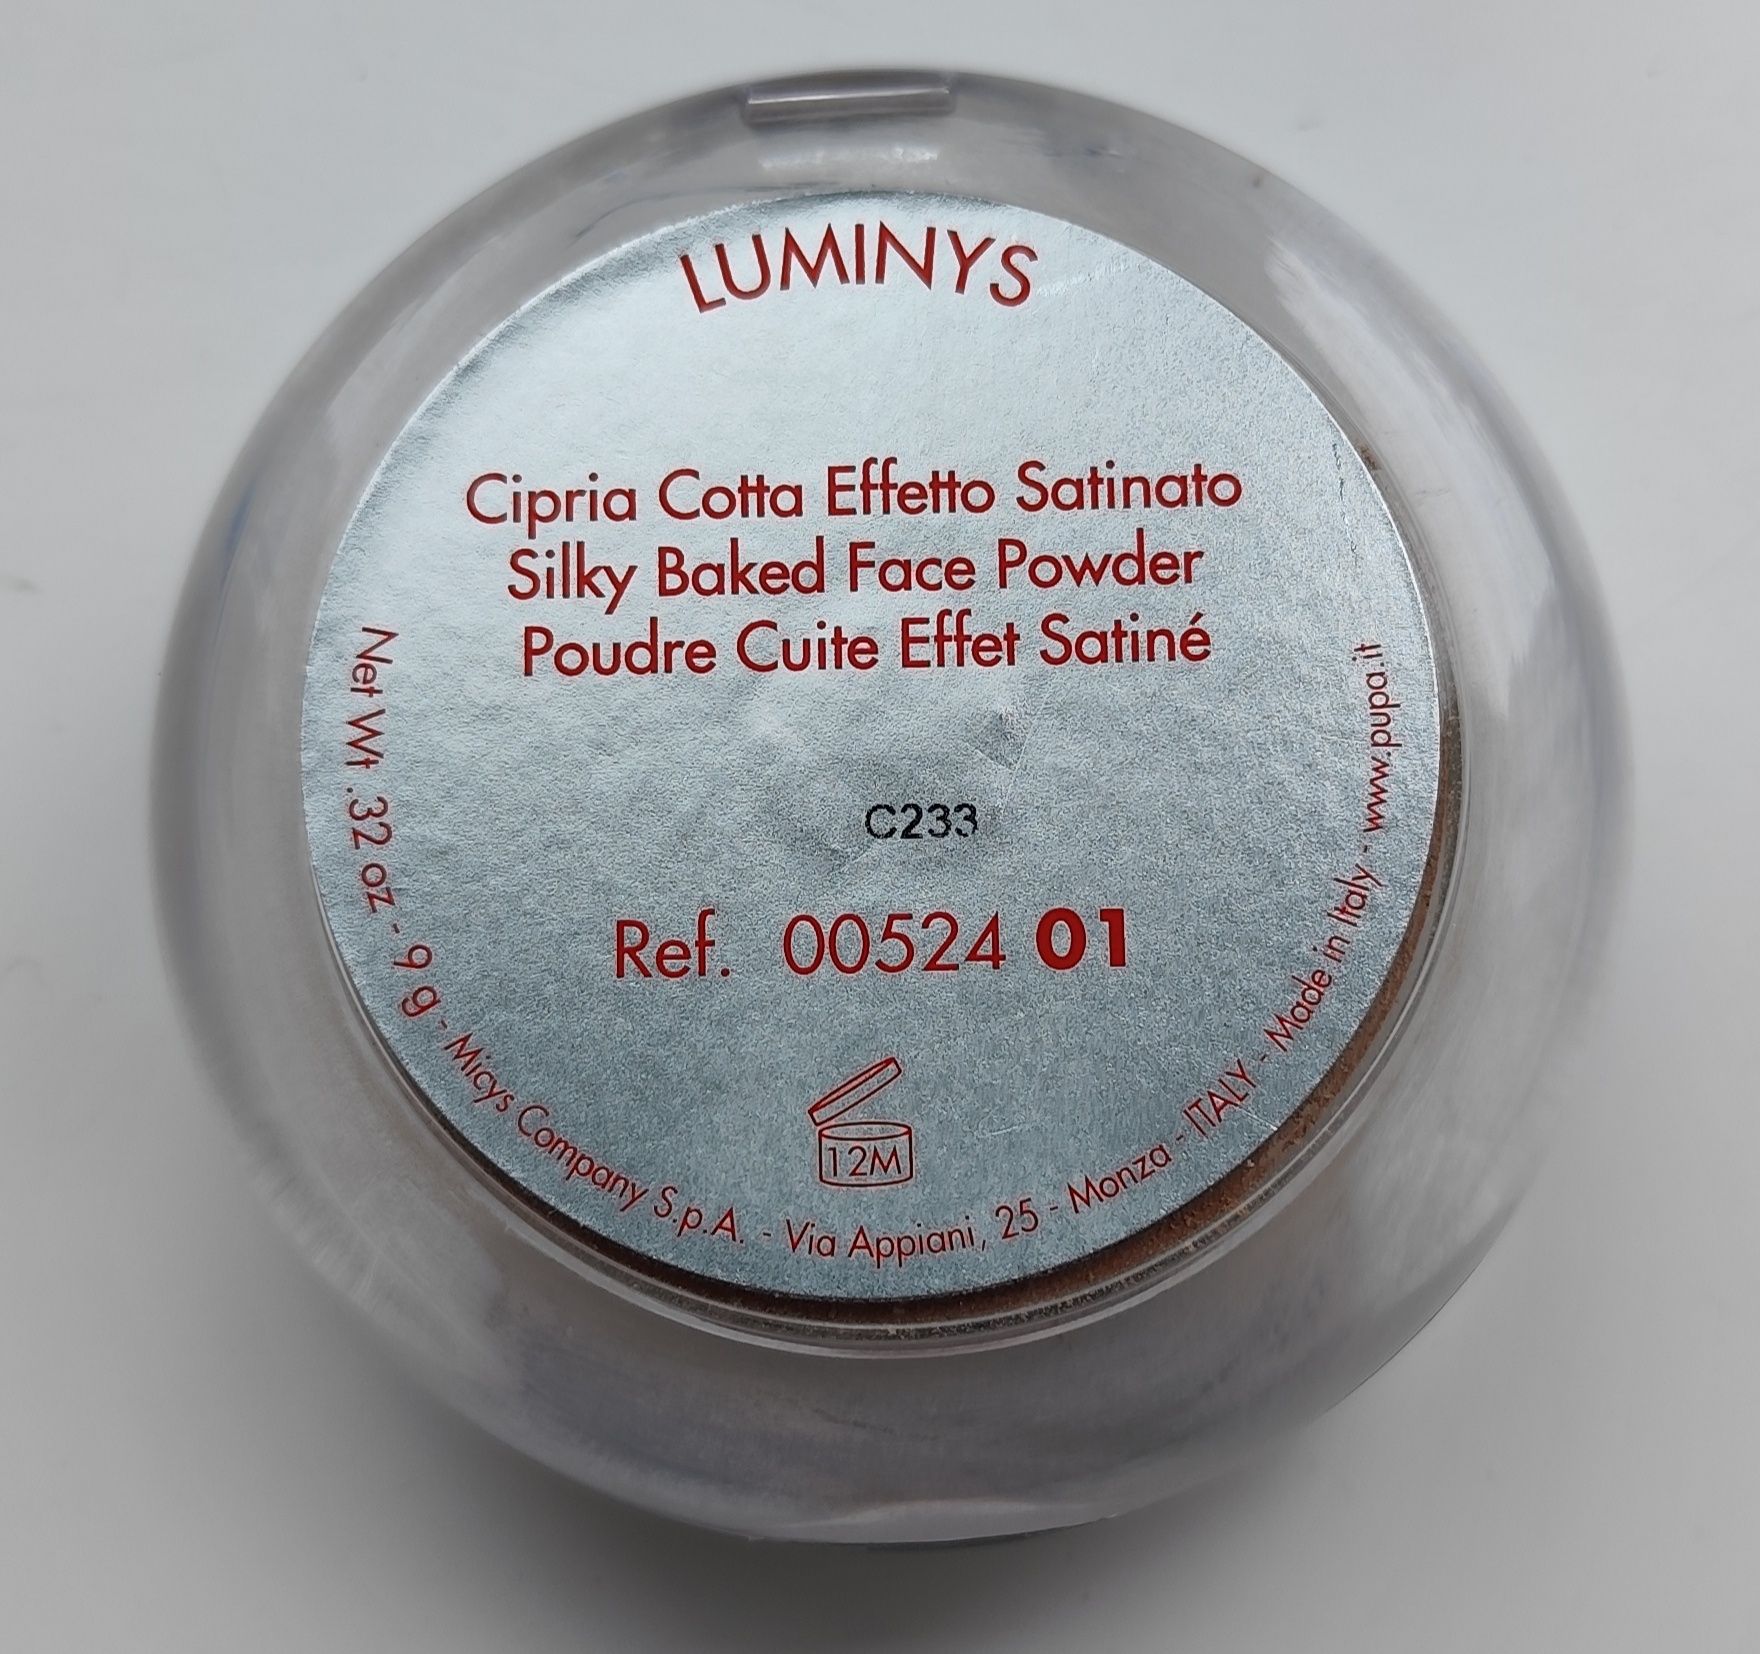 LUMINYS
Cipria Cotta Effetto Satinato
Silky Baked Face Powder
Poudre Cuite Effet Satiné
C233
Ref. 00524 01
12M
Net Wt .32 oz - 9 g - Micys Company S.p.A. - Via Appiani, 25 - Monza - ITALY - Made in Italy - www.pupa.it